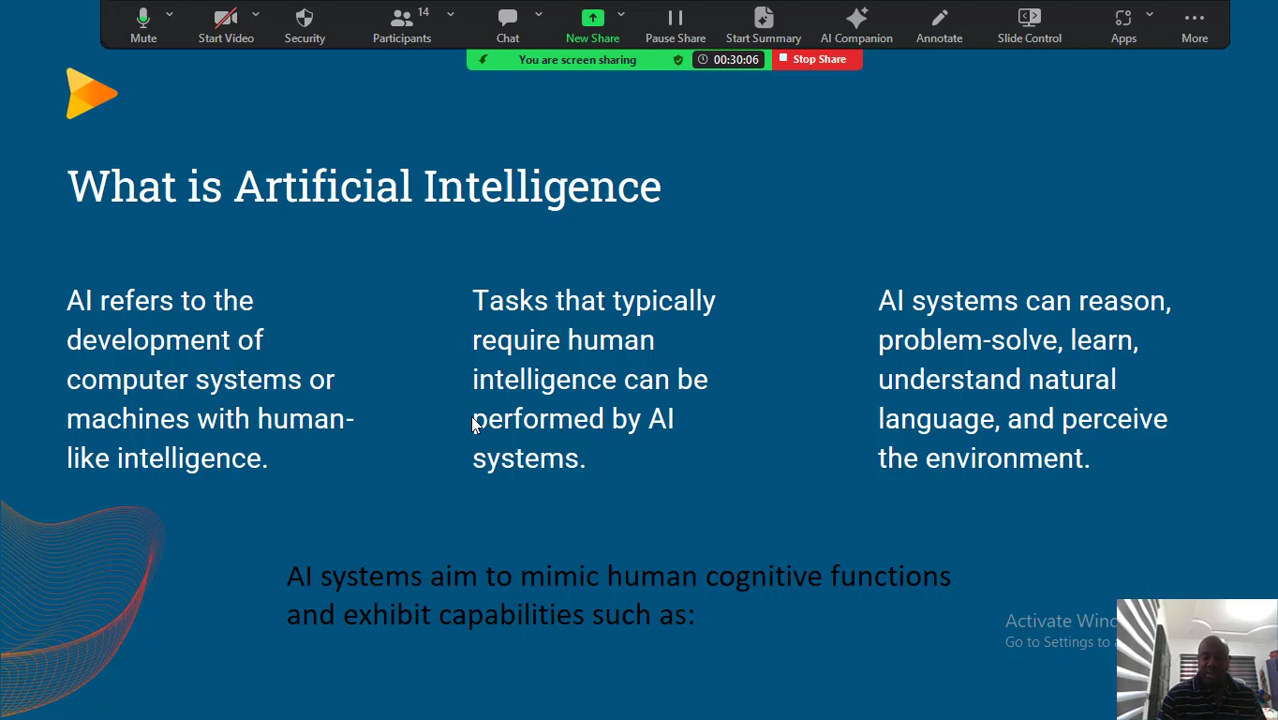 Mute
Start Video
Security
14
Participants
Chat
New Share
Pause Share
Start Summary
AI Companion
Annotate
Slide Control
Apps
More
You are screen sharing
00:30:06
Stop Share
What is Artificial Intelligence
AI refers to the
development of
computer systems or
machines with human-
like intelligence.
Tasks that typically
require human
intelligence can be
performed by AI
systems.
AI systems can reason,
problem-solve, learn,
understand natural
language, and perceive
the environment.
AI systems aim to mimic human cognitive functions
and exhibit capabilities such as:
Activate
Go to Settings to